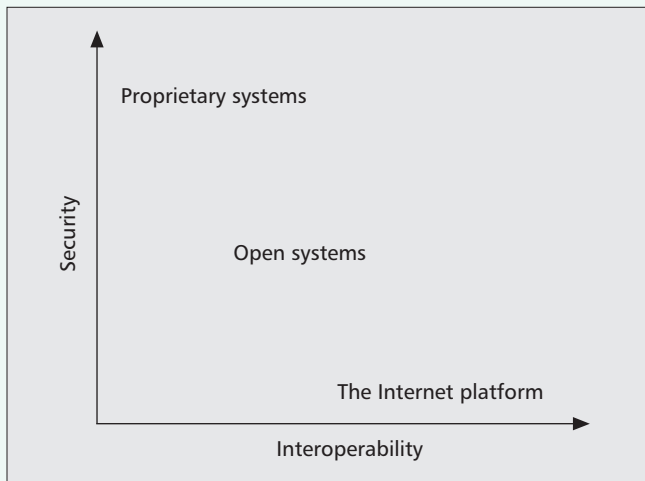 Proprietary systems
Security
Open systems
The Internet platform
Interoperability